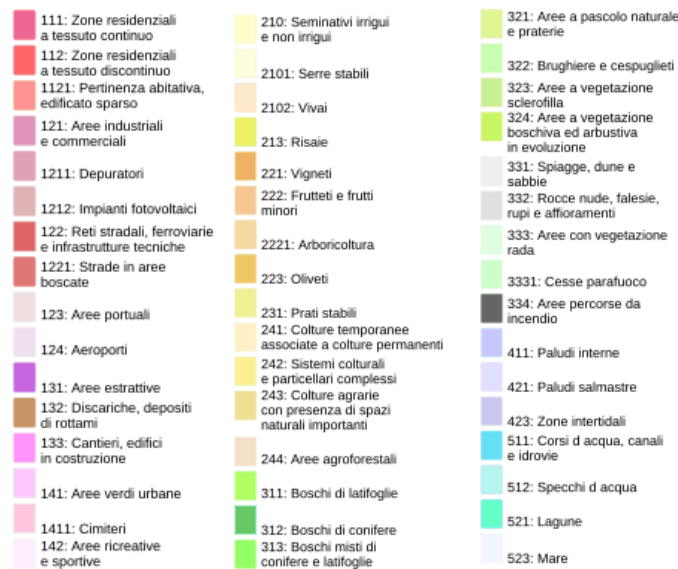 111: Zone residenziali
a tessuto continuo
112: Zone residenziali
a tessuto discontinuo
1121: Pertinenza abitativa,
edificato sparso
121: Aree industriali
e commerciali
1211: Depuratori
1212: Impianti fotovoltaici
122: Reti stradali, ferroviarie
e infrastrutture tecniche
1221: Strade in aree
boscate
123: Aree portuali
124: Aeroporti
131: Aree estrattive
132: Discariche, depositi
di rottami
133: Cantieri, edifici
in costruzione
141: Aree verdi urbane
1411: Cimiteri
142: Aree ricreative
e sportive
210: Seminativi irrigui
e non irrigui
2101: Serre stabili
2102: Vivai
213: Risaie
221: Vigneti
222: Frutteti e frutti
minori
2221: Arboricoltura
223: Oliveti
231: Prati stabili
241: Colture temporanee
associate a colture permanenti
242: Sistemi colturali
e particellari complessi
243: Colture agrarie
con presenza di spazi
naturali importanti
244: Aree agroforestali
311: Boschi di latifoglie
312: Boschi di conifere
313: Boschi misti di
conifere e latifoglie
321: Aree a pascolo naturale
e praterie
322: Brughiere e cespuglieti
323: Aree a vegetazione
sclerofilla
324: Aree a vegetazione
boschiva ed arbustiva
in evoluzione
331: Spiagge, dune e
sabbie
332: Rocce nude, falesie,
rupi e affioramenti
333: Aree con vegetazione
rada
3331: Cesse parafuoco
334: Aree percorse da
incendio
411: Paludi interne
421: Paludi salmastre
423: Zone intertidali
511: Corsi d acqua, canali
e idrovie
512: Specchi d acqua
521: Lagune
523: Mare